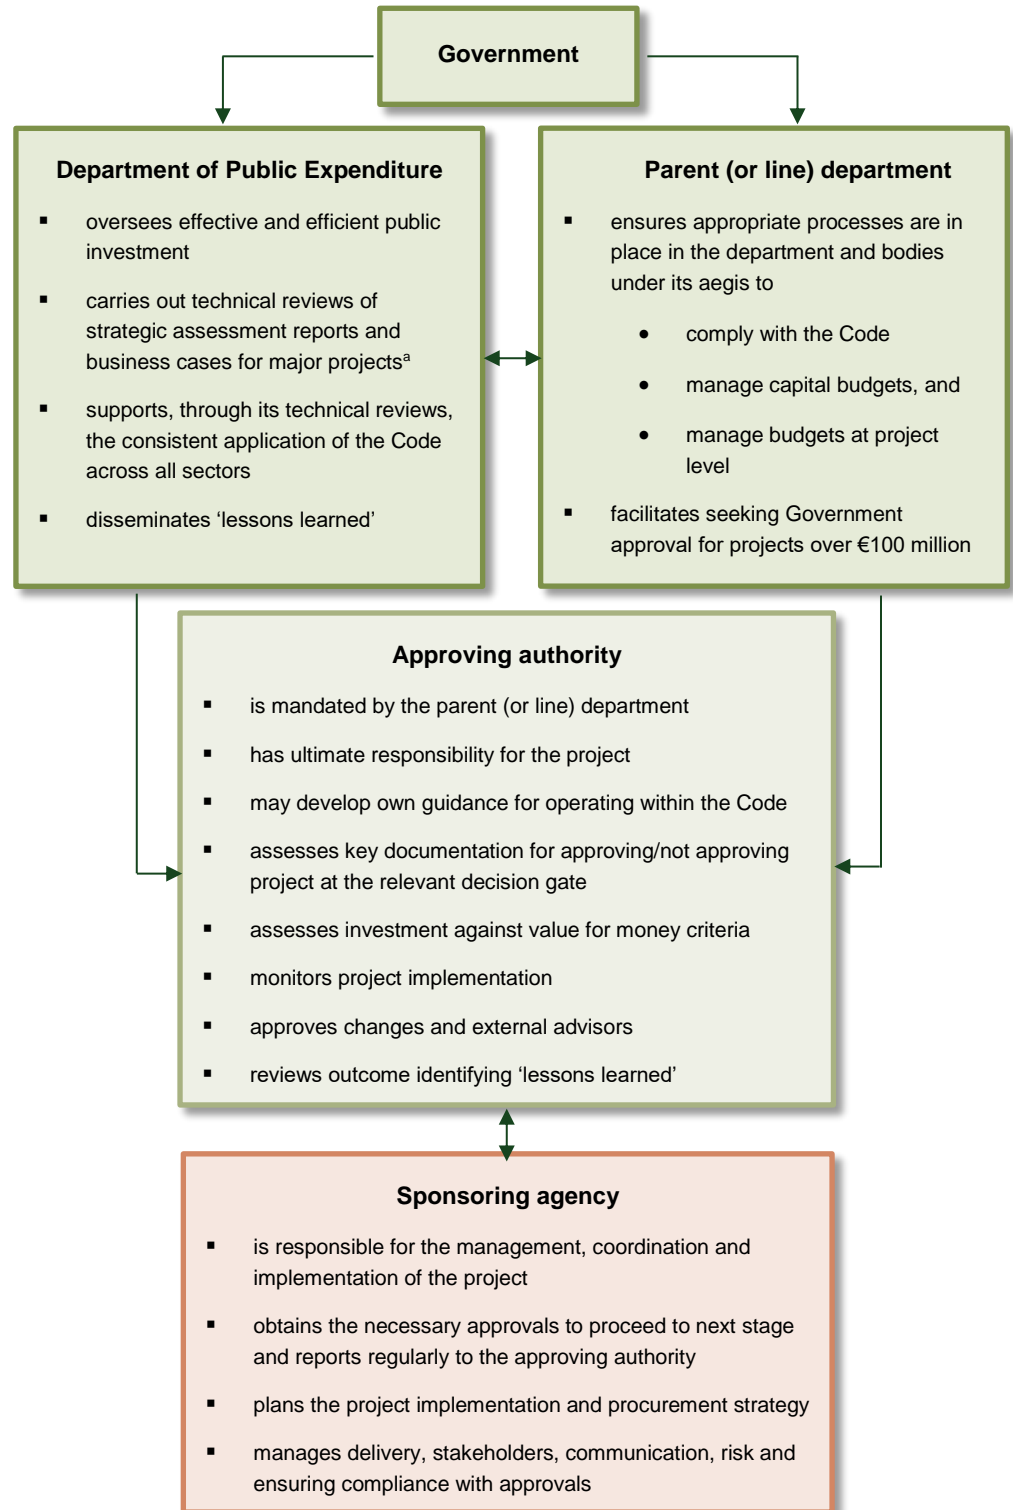 Government
Department of Public Expenditure
▪ oversees effective and efficient public
investment
▪ carries out technical reviews of
strategic assessment reports and
business cases for major projectsᵃ
▪ supports, through its technical reviews,
the consistent application of the Code
across all sectors
▪ disseminates ‘lessons learned’
Parent (or line) department
▪ ensures appropriate processes are in
place in the department and bodies
under its aegis to
● comply with the Code
● manage capital budgets, and
● manage budgets at project
level
▪ facilitates seeking Government
approval for projects over €100 million
Approving authority
▪ is mandated by the parent (or line) department
▪ has ultimate responsibility for the project
▪ may develop own guidance for operating within the Code
▪ assesses key documentation for approving/not approving
project at the relevant decision gate
▪ assesses investment against value for money criteria
▪ monitors project implementation
▪ approves changes and external advisors
▪ reviews outcome identifying ‘lessons learned’
Sponsoring agency
▪ is responsible for the management, coordination and
implementation of the project
▪ obtains the necessary approvals to proceed to next stage
and reports regularly to the approving authority
▪ plans the project implementation and procurement strategy
▪ manages delivery, stakeholders, communication, risk and
ensuring compliance with approvals